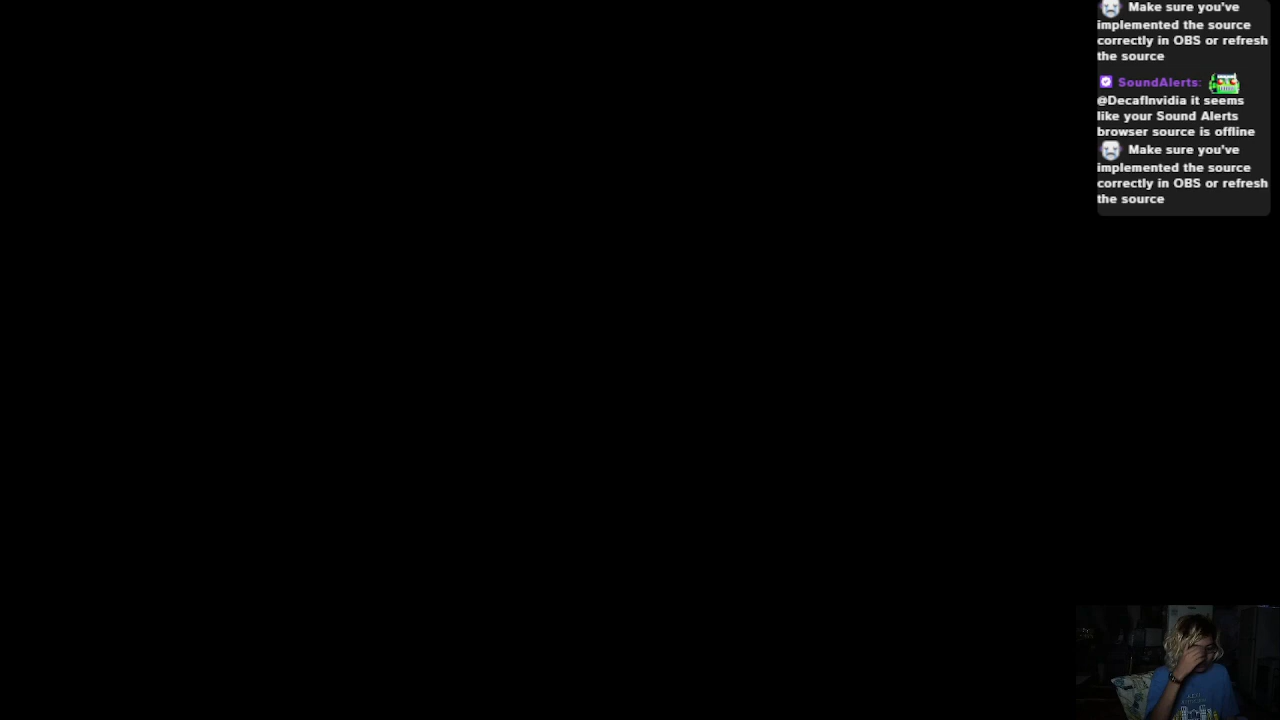 Make sure you've
implemented the source
correctly in OBS or refresh
the source
SoundAlerts:
@DecafInvidia it seems
like your Sound Alerts
browser source is offline
Make sure you've
implemented the source
correctly in OBS or refresh
the source